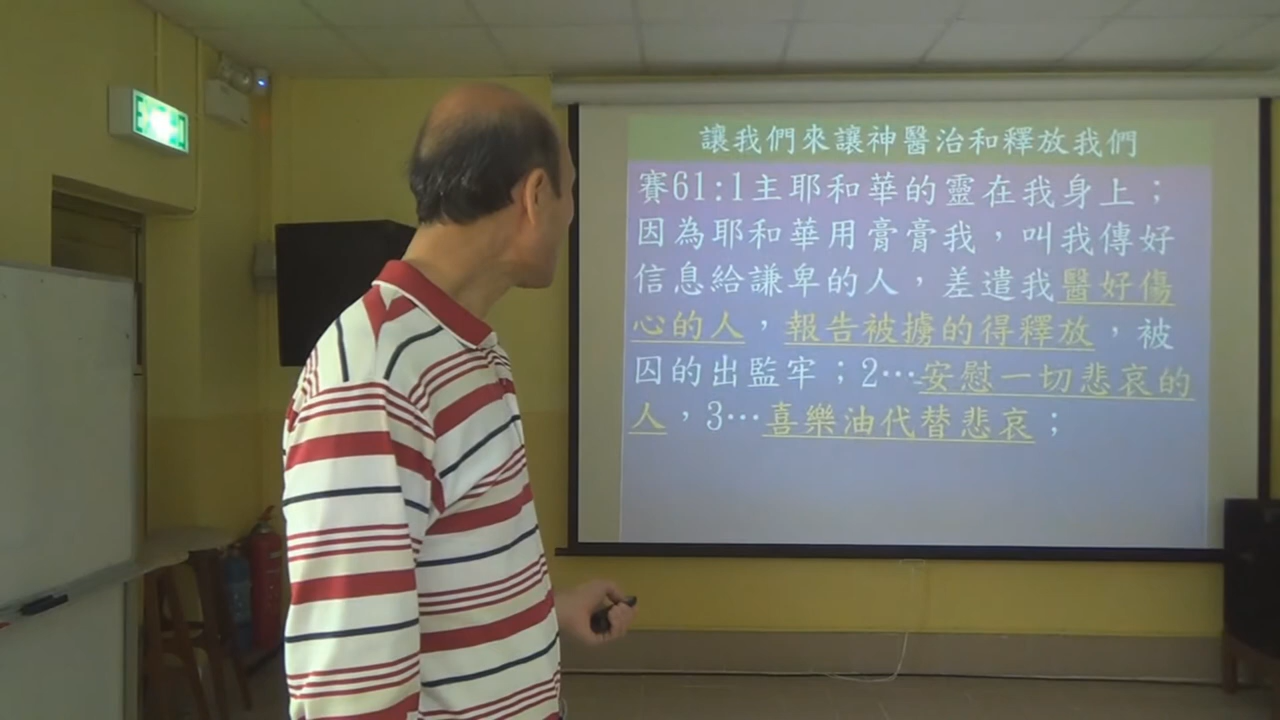 EXIT
讓我們來讓神醫治和釋放我們
賽61:1主耶和華的靈在我身上；
因為耶和華用膏膏我，叫我傳好
信息給謙卑的人，差遣我醫好傷
心的人，報告被擄的得釋放，被
囚的出監牢；2…安慰一切悲哀的
人，3…喜樂油代替悲哀；